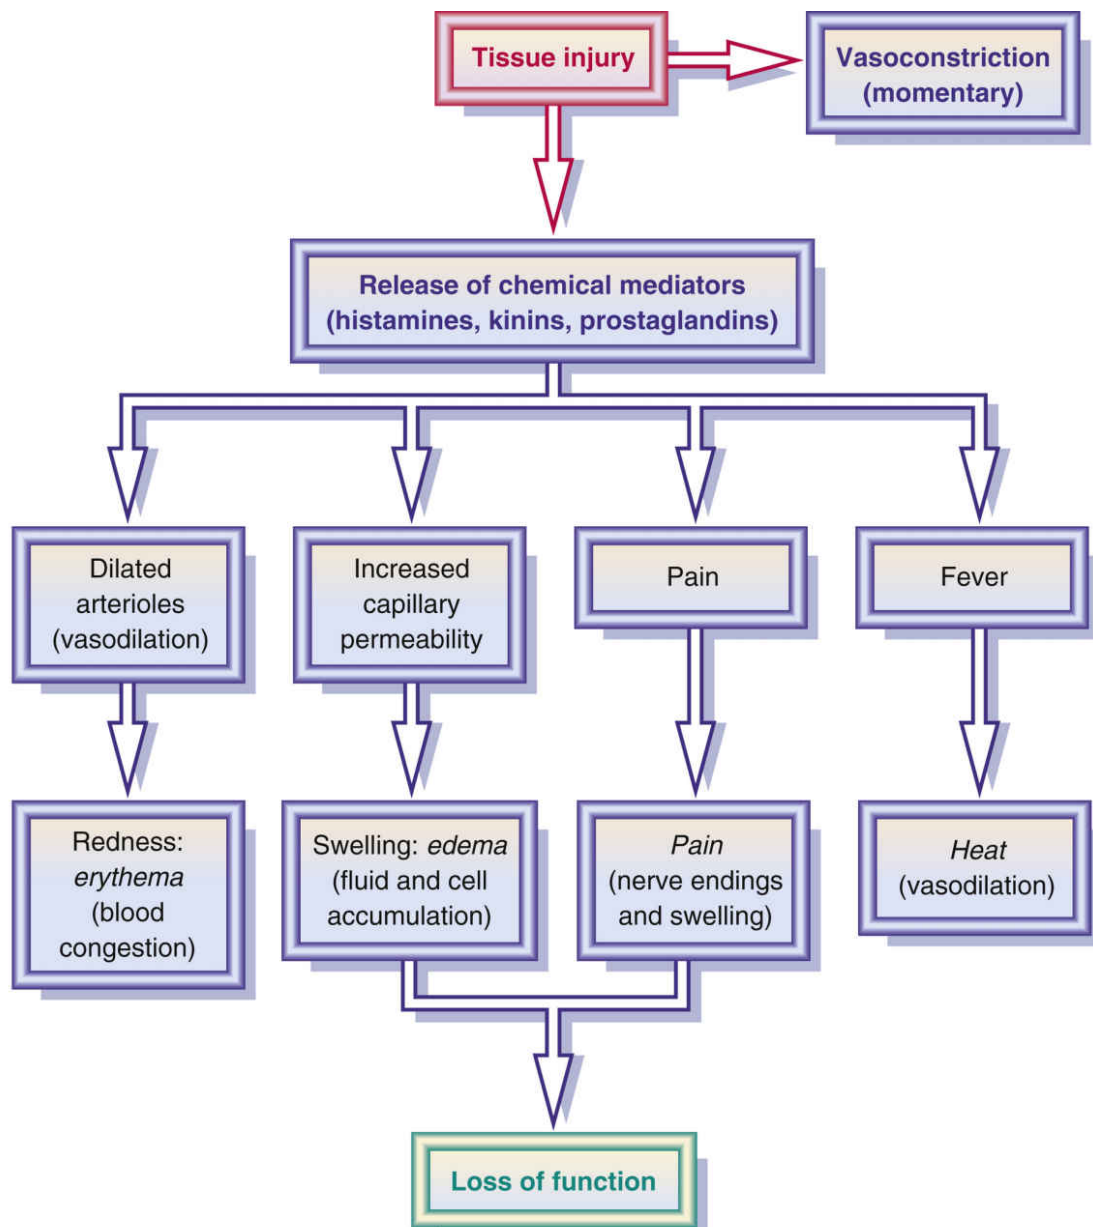 Tissue injury
Vasoconstriction
(momentary)
Release of chemical mediators
(histamines, kinins, prostaglandins)
Dilated
arterioles
(vasodilation)
Increased
capillary
permeability
Pain
Fever
Redness:
erythema
(blood
congestion)
Swelling: edema
(fluid and cell
accumulation)
Pain
(nerve endings
and swelling)
Heat
(vasodilation)
Loss of function